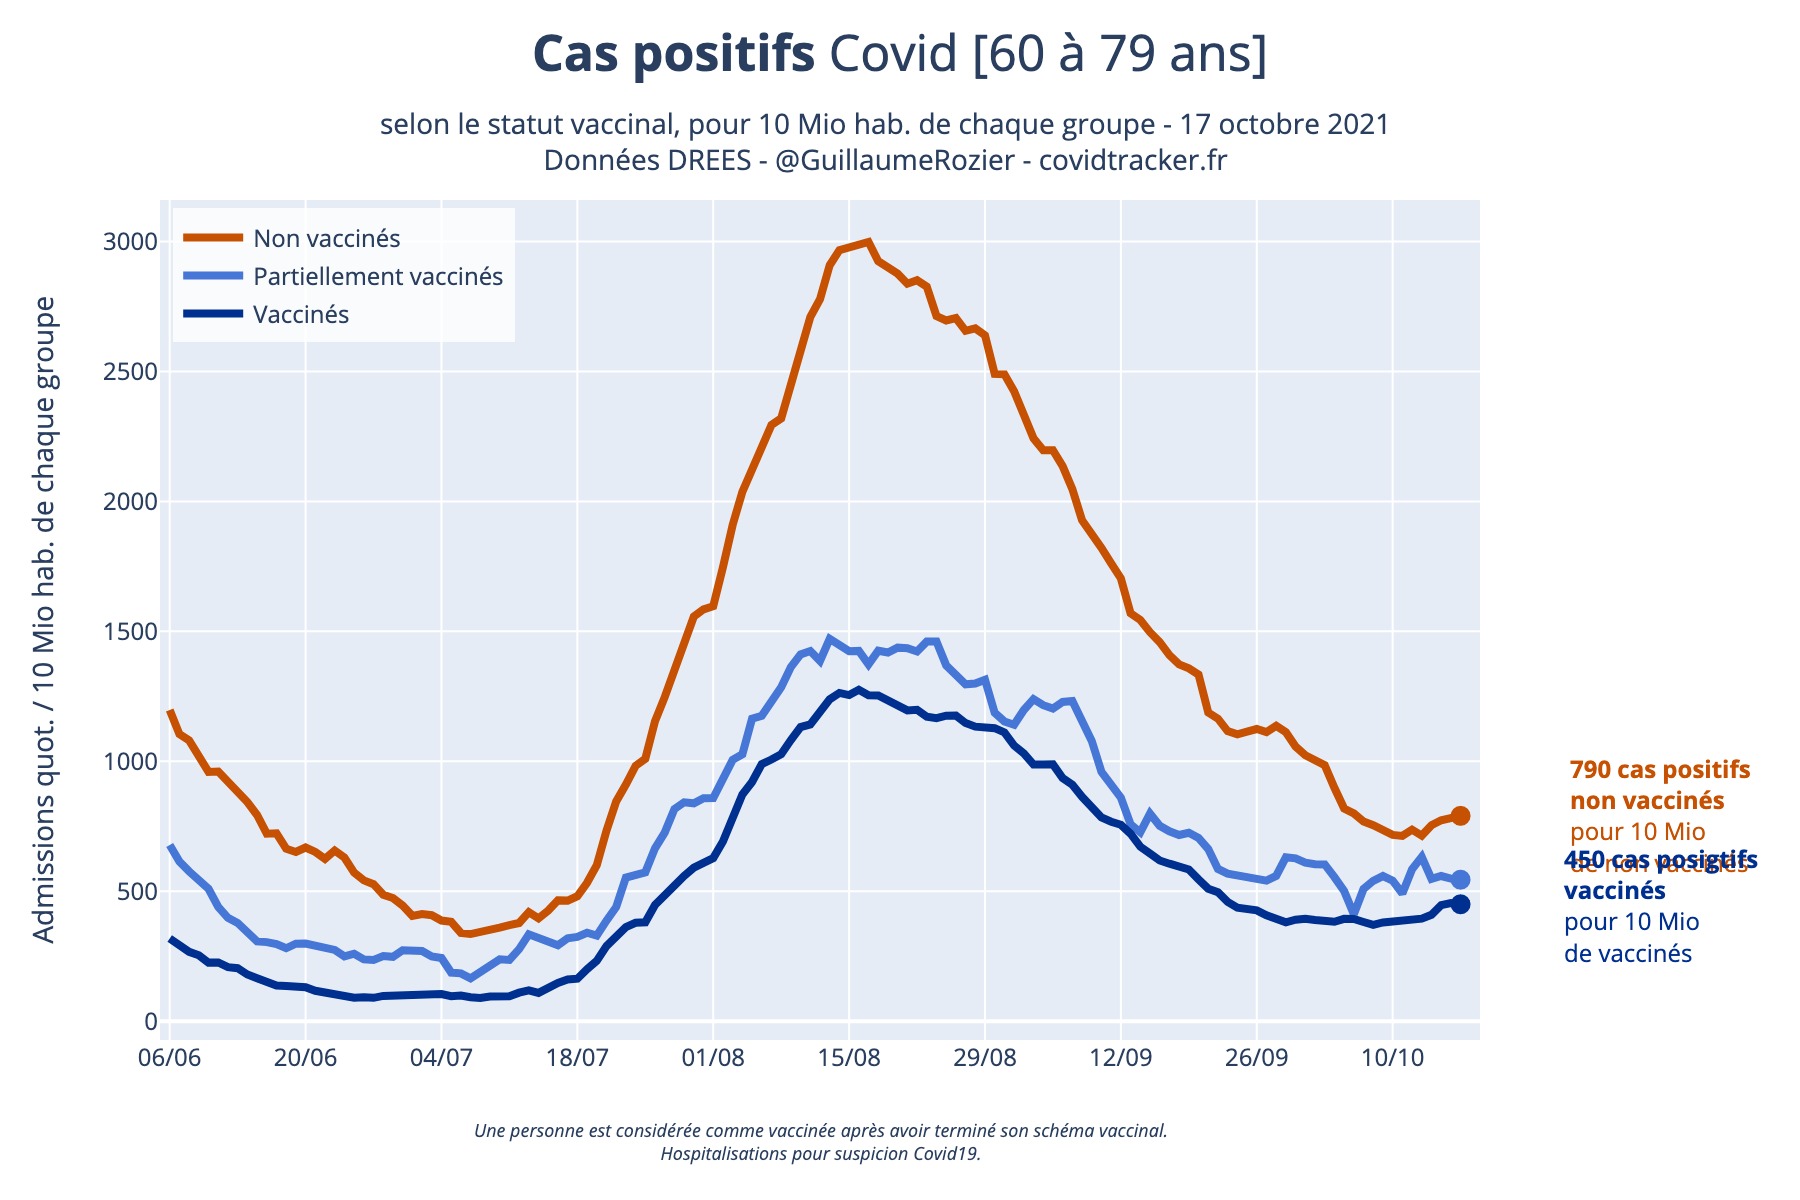 Cas positifs Covid [60 à 79 ans]
selon le statut vaccinal, pour 10 Mio hab. de chaque groupe - 17 octobre 2021
Données DREES - @GuillaumeRozier - covidtracker.fr
Admissions quot. / 10 Mio hab. de chaque groupe
Non vaccinés
Partiellement vaccinés
Vaccinés
3000
2500
2000
1500
1000
500
0
06/06
20/06
04/07
18/07
01/08
15/08
29/08
12/09
26/09
10/10
790 cas positifs
non vaccinés
pour 10 Mio
de non vaccinés
450 cas posigtifs
vaccinés
pour 10 Mio
de vaccinés
Une personne est considérée comme vaccinée après avoir terminé son schéma vaccinal.
Hospitalisations pour suspicion Covid19.